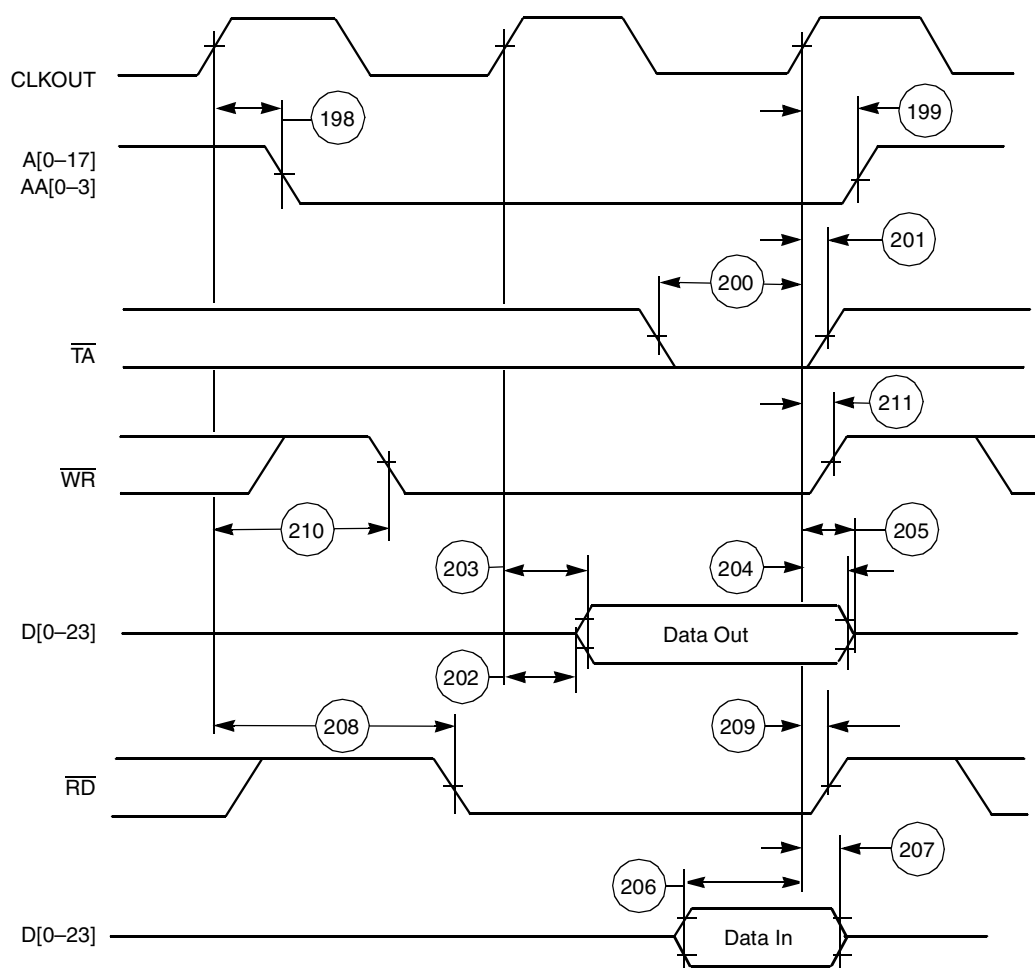 CLKOUT
198
199
A[0–17]
AA[0–3]
201
200
TA
211
WR
210
205
203
204
D[0–23]
Data Out
202
208
209
RD
207
206
D[0–23]
Data In